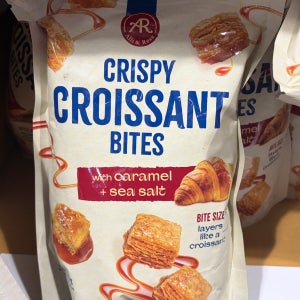 AR
CRISPY
CROISSANT
BITES
with caramel
+ sea salt
BITE SIZE
layers
like a
croissant